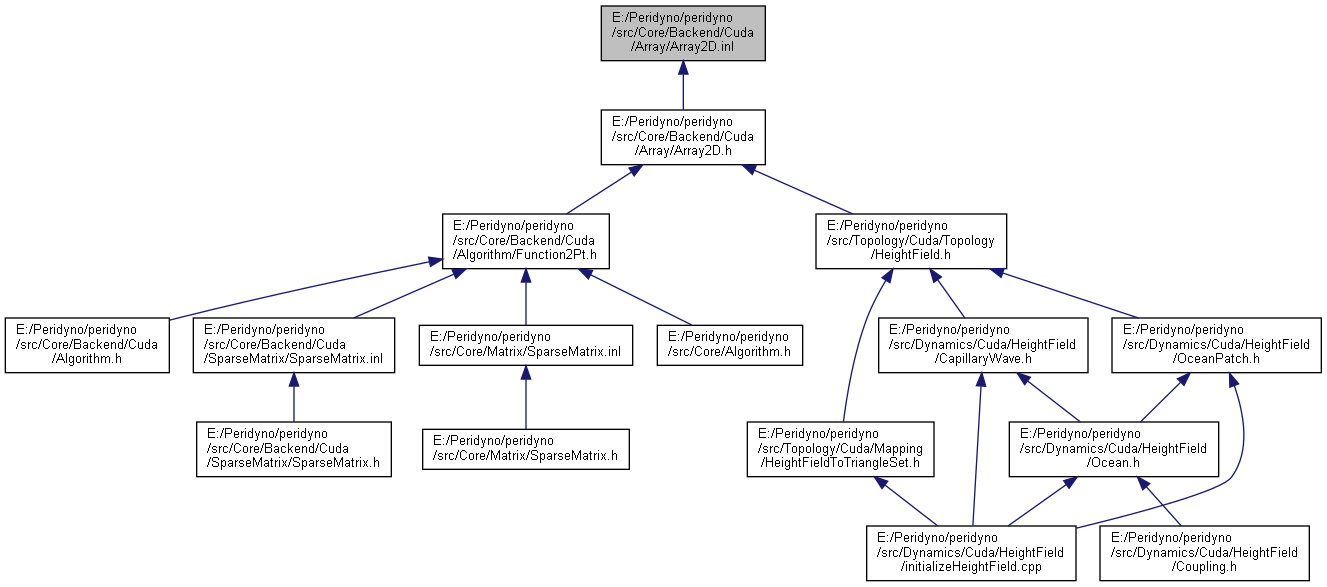 E:/Peridyno/peridyno
/src/Core/Backend/Cuda
/Array/Array2D.inl
E:/Peridyno/peridyno
/src/Core/Backend/Cuda
/Array/Array2D.h
E:/Peridyno/peridyno
/src/Core/Backend/Cuda
/Algorithm/Function2Pt.h
E:/Peridyno/peridyno
/src/Topology/Cuda/Topology
/HeightField.h
E:/Peridyno/peridyno
/src/Core/Backend/Cuda
/Algorithm.h
E:/Peridyno/peridyno
/src/Core/Backend/Cuda
/SparseMatrix/SparseMatrix.inl
E:/Peridyno/peridyno
/src/Core/Matrix/SparseMatrix.inl
E:/Peridyno/peridyno
/src/Core/Algorithm.h
E:/Peridyno/peridyno
/src/Dynamics/Cuda/HeightField
/CapillaryWave.h
E:/Peridyno/peridyno
/src/Dynamics/Cuda/HeightField
/OceanPatch.h
E:/Peridyno/peridyno
/src/Core/Backend/Cuda
/SparseMatrix/SparseMatrix.h
E:/Peridyno/peridyno
/src/Core/Matrix/SparseMatrix.h
E:/Peridyno/peridyno
/src/Topology/Cuda/Mapping
/HeightFieldToTriangleSet.h
E:/Peridyno/peridyno
/src/Dynamics/Cuda/HeightField
/Ocean.h
E:/Peridyno/peridyno
/src/Dynamics/Cuda/HeightField
/initializeHeightField.cpp
E:/Peridyno/peridyno
/src/Dynamics/Cuda/HeightField
/Coupling.h